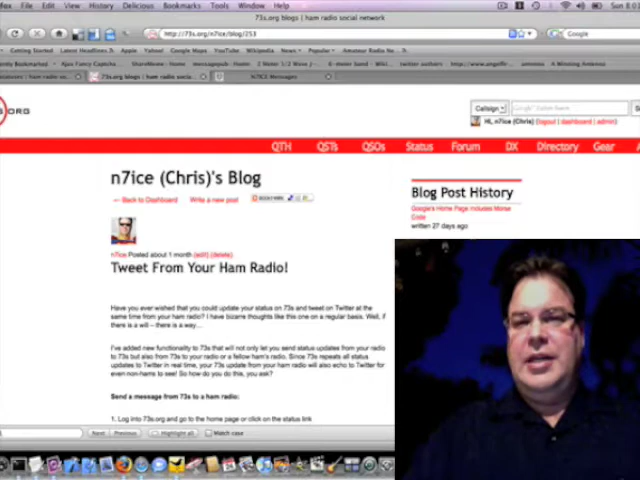 File Edit View History Delicious Bookmarks Tools Window Help
73s.org blogs | ham radio social network
http://73s.org/n7ice/blog/253
Google
Getting Started Latest Headlines Apple Yahoo! Google Maps YouTube Wikipedia News Popular
73s.org blogs | ham radio soci... N7ICE Messages
ORG
Callsign
Hi, n7ice (Chris) (logout | dashboard | admin)
QTH QSTs QSOs Status Forum DX Directory Gear
n7ice (Chris)'s Blog
← Back to Dashboard Write a new post
Blog Post History
Google's Home Page Includes Morse
Code
written 27 days ago
n7ice Posted about 1 month (edit) (delete)
Tweet From Your Ham Radio!
Have you ever wished that you could update your status on 73s and tweet on Twitter at
the same time from your ham radio? I have bizarre thoughts like this one on a regular basis. Well, if
there is a will – there is a way...
I've added new functionality to 73s that will not only let you send status updates from your radio
to 73s but also from 73s to your radio or a fellow ham's radio. Since 73s repeats all status
updates to Twitter in real time, your 73s update from your ham radio will also echo to Twitter for
even non-hams to see! So how do you do this, you ask?
Send a message from 73s to a ham radio:
1. Log into 73s.org and go to the home page or click on the status link
Next Previous Highlight all Match case